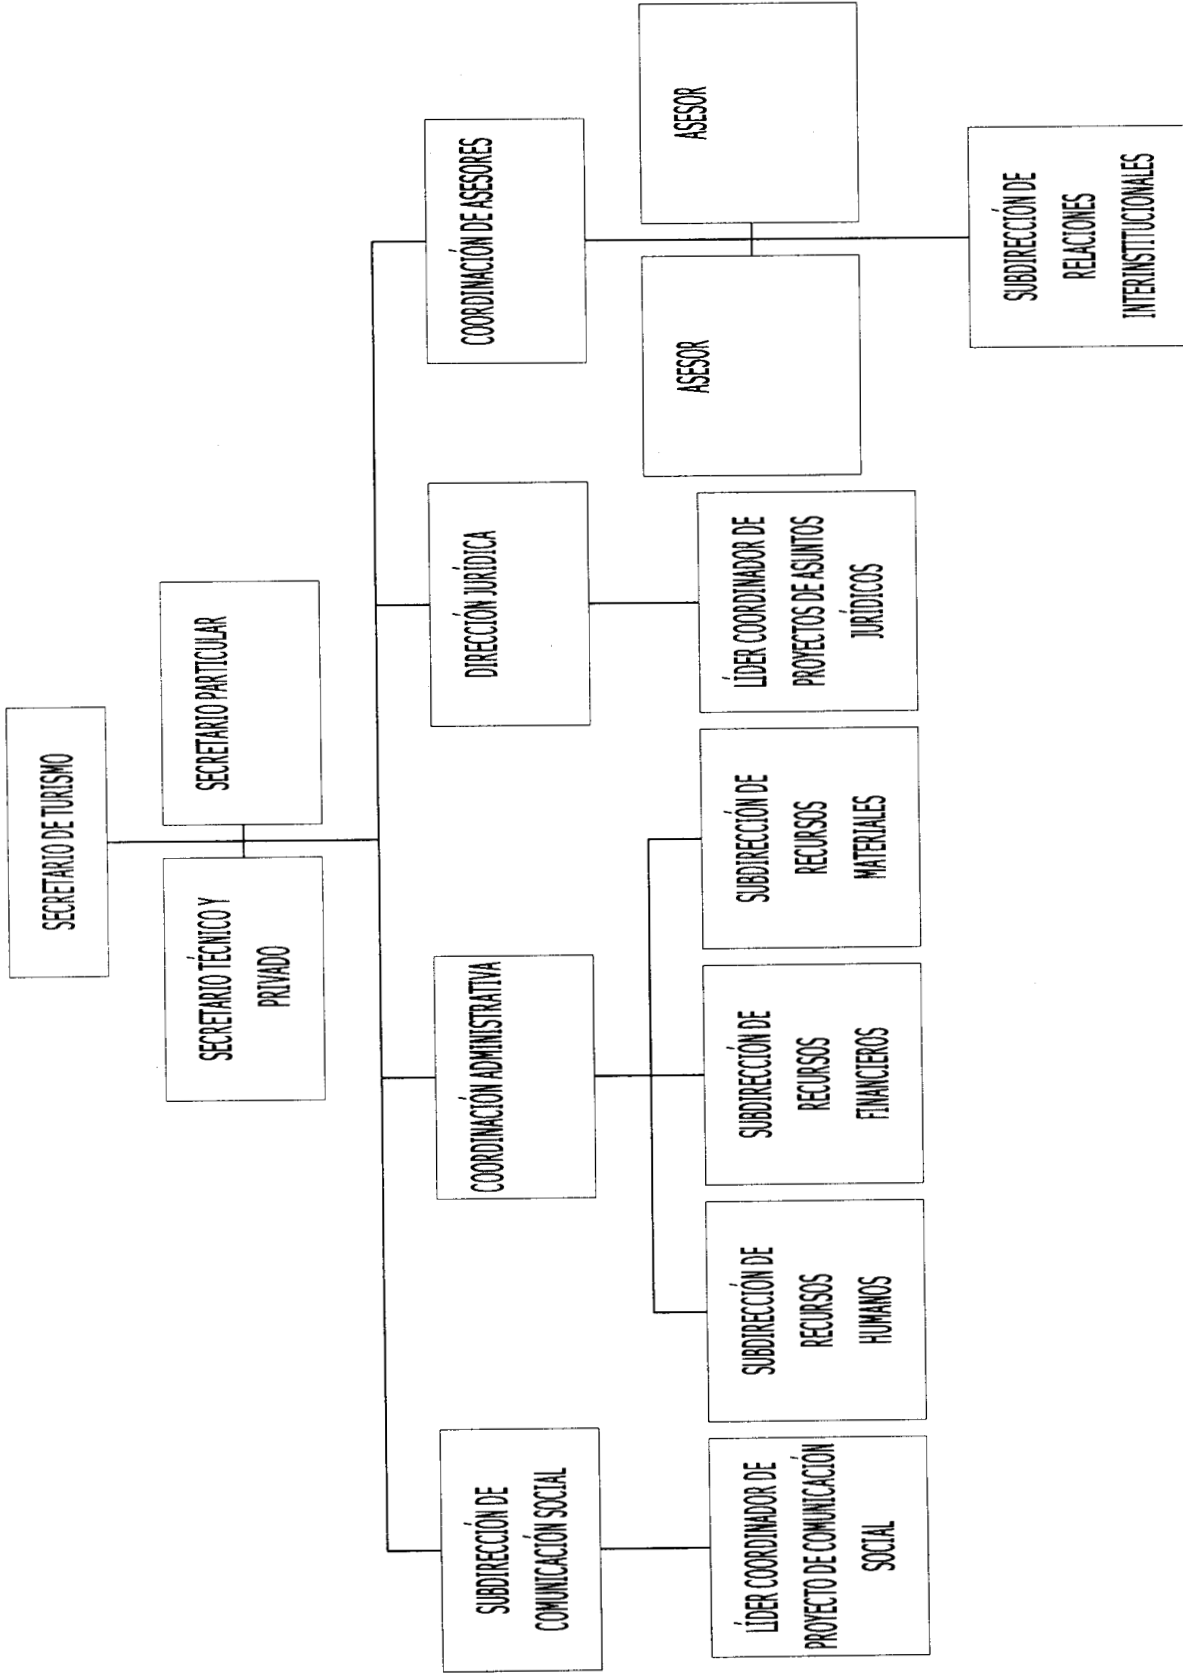 SECRETARIO DE TURISMO
SECRETARIO TÉCNICO Y
PRIVADO
SECRETARIO PARTICULAR
SUBDIRECCIÓN DE
COMUNICACIÓN SOCIAL
COORDINACIÓN ADMINISTRATIVA
DIRECCIÓN JURÍDICA
COORDINACIÓN DE ASESORES
LÍDER COORDINADOR DE
PROYECTO DE COMUNICACIÓN
SOCIAL
SUBDIRECCIÓN DE
RECURSOS
HUMANOS
SUBDIRECCIÓN DE
RECURSOS
FINANCIEROS
SUBDIRECCIÓN DE
RECURSOS
MATERIALES
LÍDER COORDINADOR DE
PROYECTOS DE ASUNTOS
JURÍDICOS
ASESOR
ASESOR
SUBDIRECCIÓN DE
RELACIONES
INTERINSTITUCIONALES